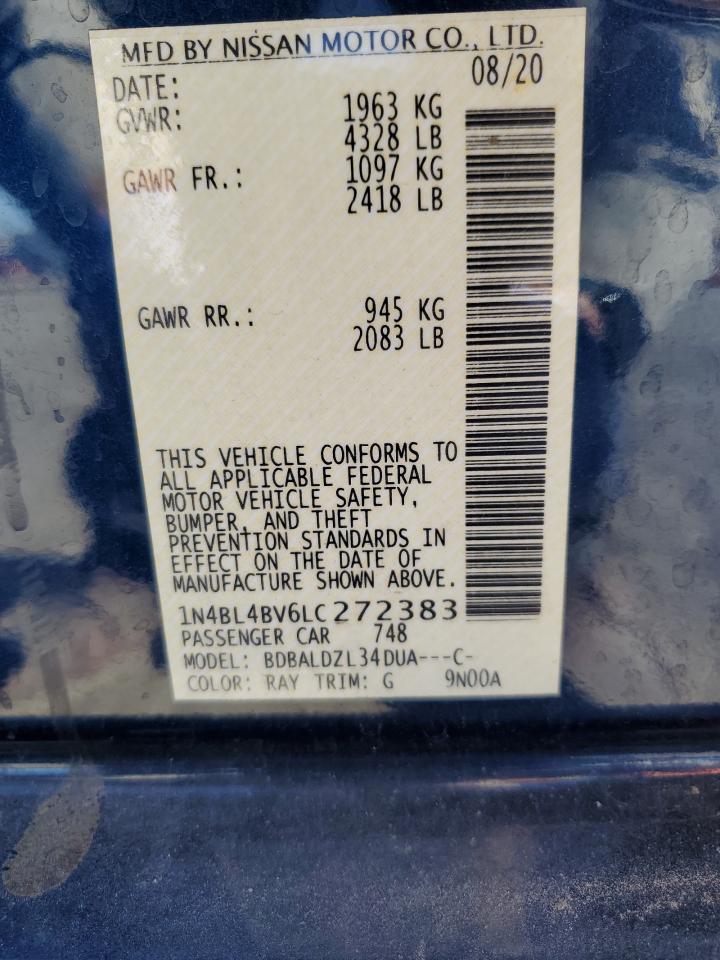 MFD BY NISSAN MOTOR CO., LTD.
DATE: 08/20
GVWR: 1963 KG
4328 LB
GAWR FR.: 1097 KG
2418 LB
GAWR RR.: 945 KG
2083 LB
THIS VEHICLE CONFORMS TO
ALL APPLICABLE FEDERAL
MOTOR VEHICLE SAFETY,
BUMPER, AND THEFT
PREVENTION STANDARDS IN
EFFECT ON THE DATE OF
MANUFACTURE SHOWN ABOVE.
1N4BL4BV6LC272383
PASSENGER CAR 748
MODEL: BDBALDZL34DUA---C-
COLOR: RAY TRIM: G 9N00A